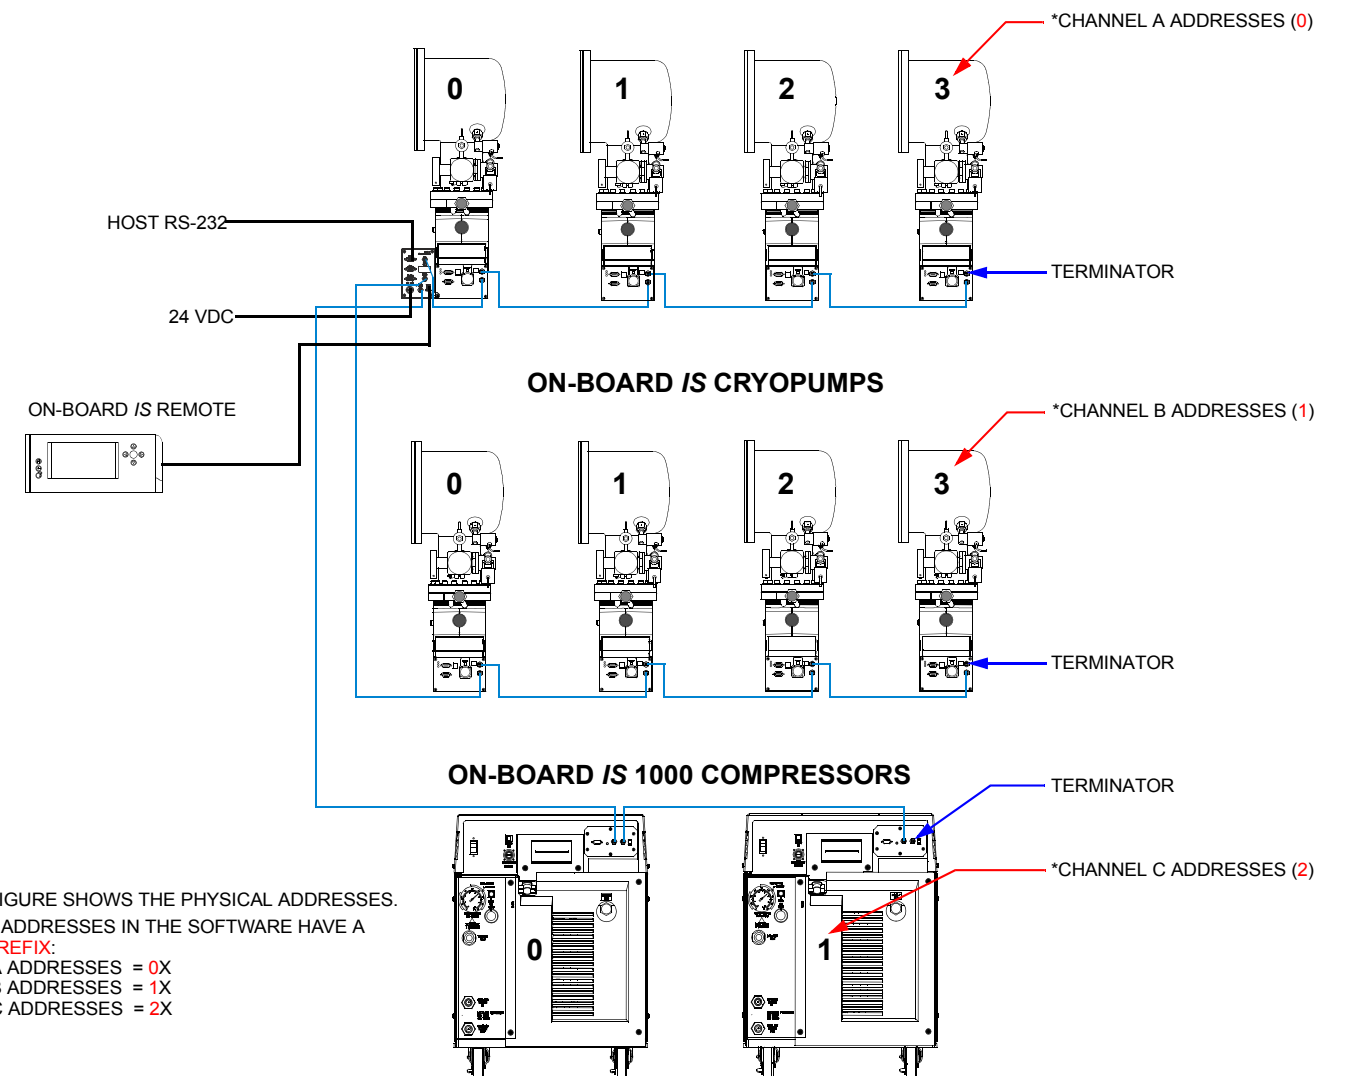 *CHANNEL A ADDRESSES (0)
0
1
2
3
HOST RS-232
TERMINATOR
24 VDC
ON-BOARD IS CRYOPUMPS
ON-BOARD IS REMOTE
*CHANNEL B ADDRESSES (1)
0
1
2
3
TERMINATOR
ON-BOARD IS 1000 COMPRESSORS
TERMINATOR
*CHANNEL C ADDRESSES (2)
0
1
IGURE SHOWS THE PHYSICAL ADDRESSES.
ADDRESSES IN THE SOFTWARE HAVE A
REFIX:
A ADDRESSES = 0X
B ADDRESSES = 1X
C ADDRESSES = 2X